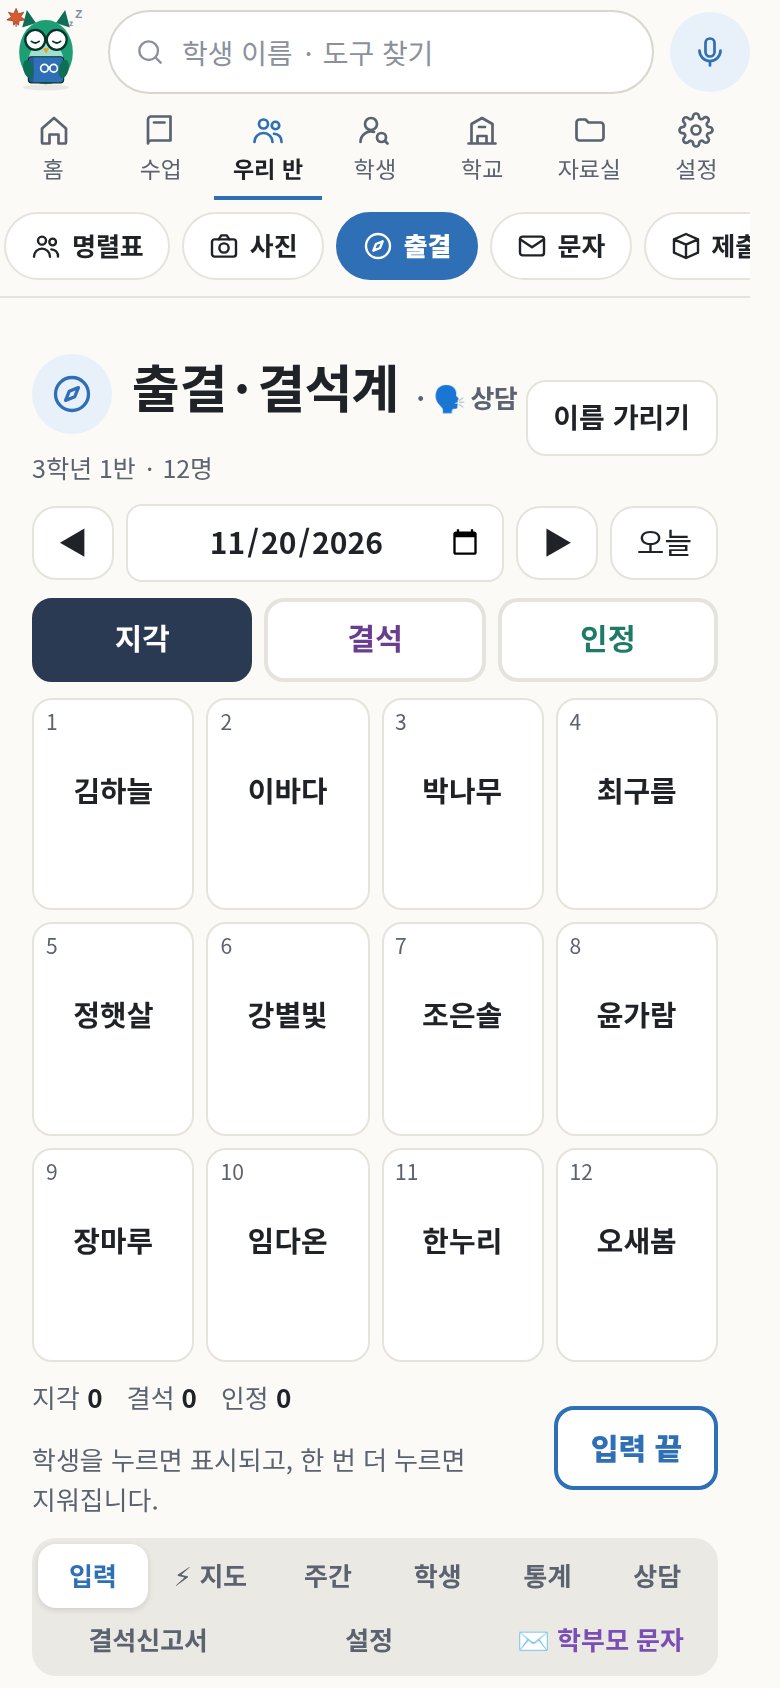 z
z
학생 이름 · 도구 찾기
홈 수업 우리 반 학생 학교 자료실 설정
명렬표 사진 출결 문자 제출
출결·결석계 · 🗣️ 상담 이름 가리기
3학년 1반 · 12명
◀ 11/20/2026 ▶ 오늘
지각 결석 인정
1 2 3 4
김하늘 이바다 박나무 최구름
5 6 7 8
정햇살 강별빛 조은솔 윤가람
9 10 11 12
장마루 임다온 한누리 오새봄
지각 0 결석 0 인정 0
학생을 누르면 표시되고, 한 번 더 누르면
지워집니다.
입력 끝
입력 ⚡ 지도 주간 학생 통계 상담
결석신고서 설정 ✉️ 학부모 문자